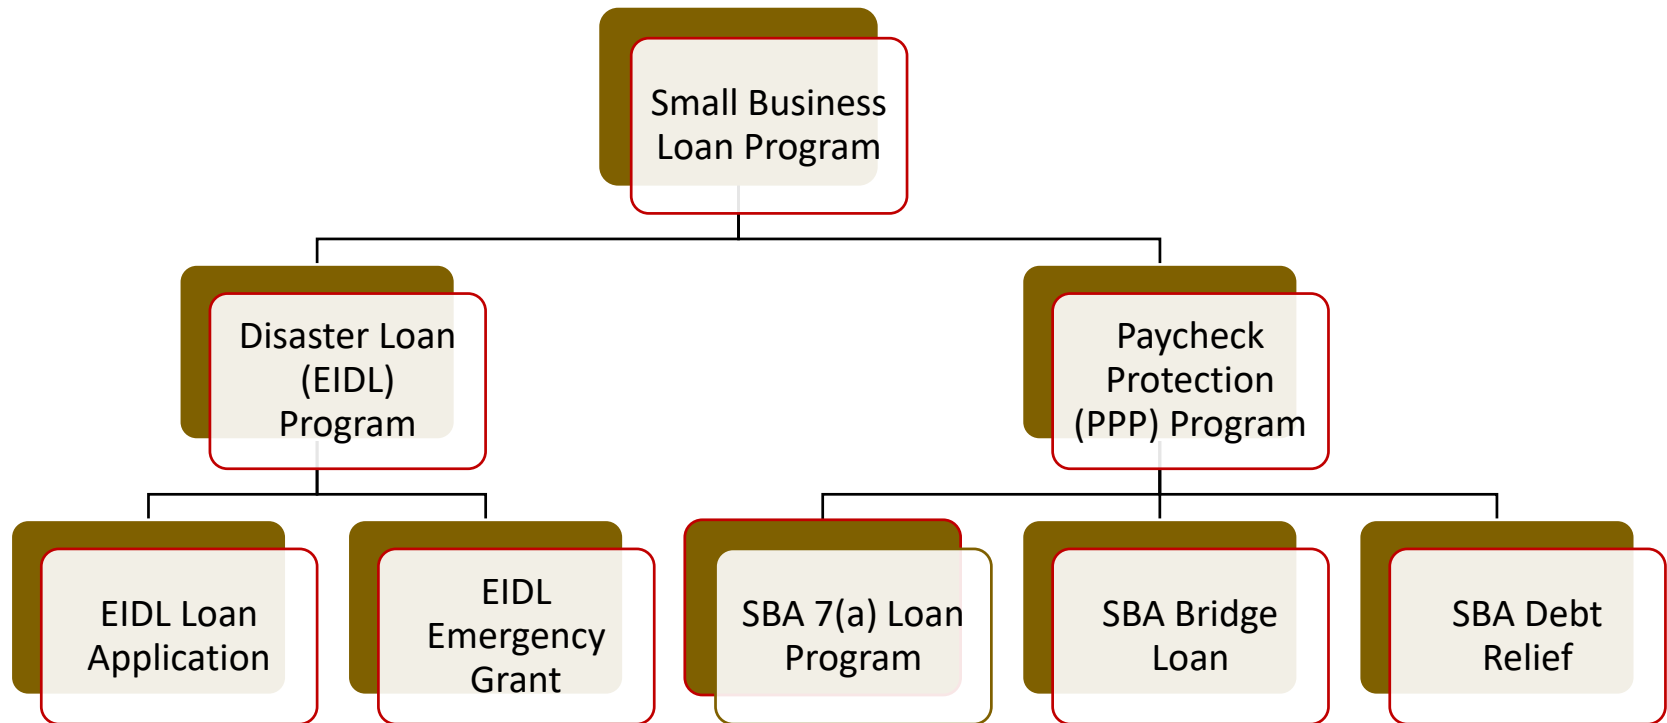 Small Business
Loan Program
Disaster Loan
(EIDL)
Program
Paycheck
Protection
(PPP) Program
EIDL Loan
Application
EIDL
Emergency
Grant
SBA 7(a) Loan
Program
SBA Bridge
Loan
SBA Debt
Relief